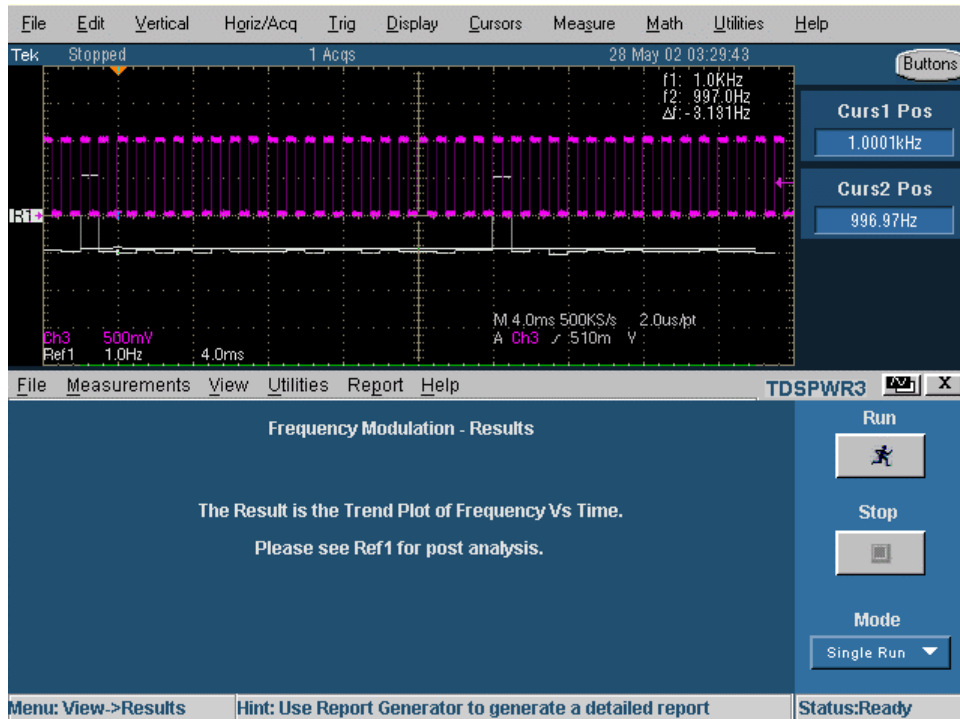 File Edit Vertical Horiz/Acq Trig Display Cursors Measure Math Utilities Help
Tek Stopped 1 Acqs 28 May 02 03:29:43
Buttons
f1: 1.0KHz
f2: 997.0Hz
Δf: -3.131Hz
Curs1 Pos
1.0001kHz
Curs2 Pos
996.97Hz
R1
M 4.0ms 500KS/s 2.0us/pt
A Ch3 510m V
Ch3 500mV
Ref1 1.0Hz 4.0ms
File Measurements View Utilities Report Help
TDSPWR3 X
Frequency Modulation - Results
The Result is the Trend Plot of Frequency Vs Time.
Please see Ref1 for post analysis.
Run
Stop
Mode
Single Run
Menu: View->Results Hint: Use Report Generator to generate a detailed report Status:Ready